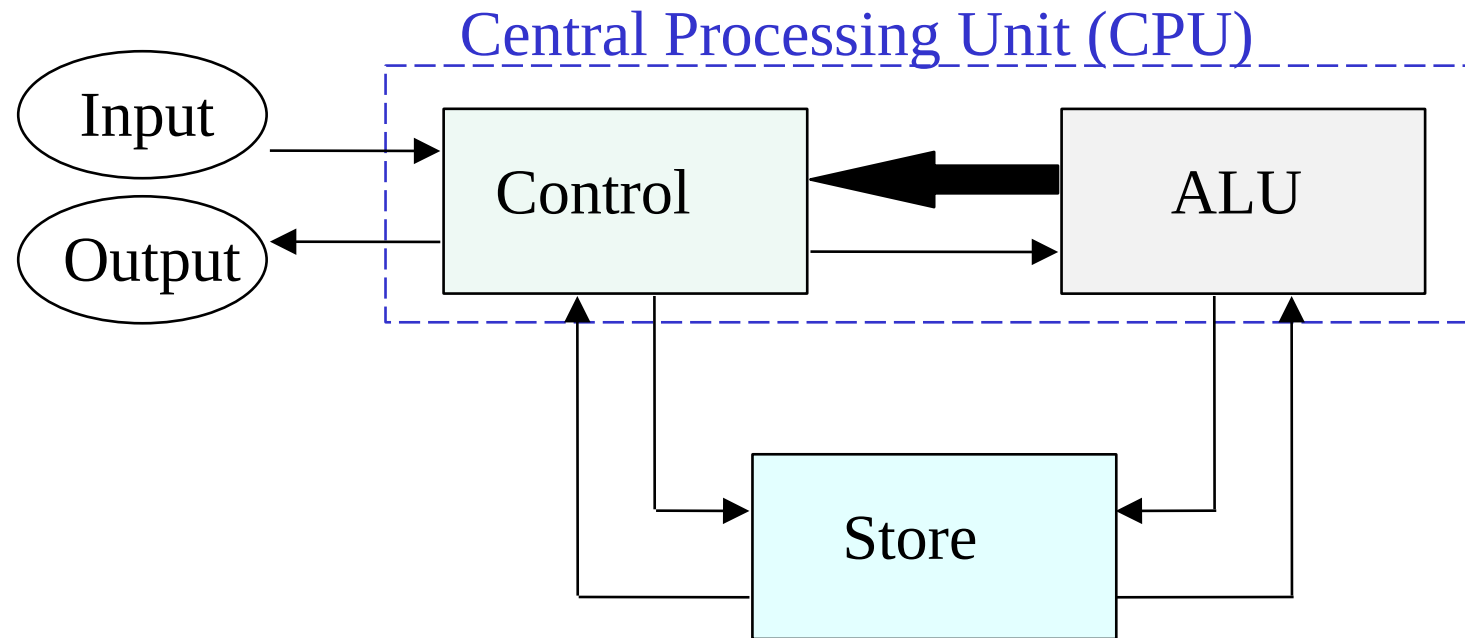 Central Processing Unit (CPU)
Input
Control
ALU
Output
Store